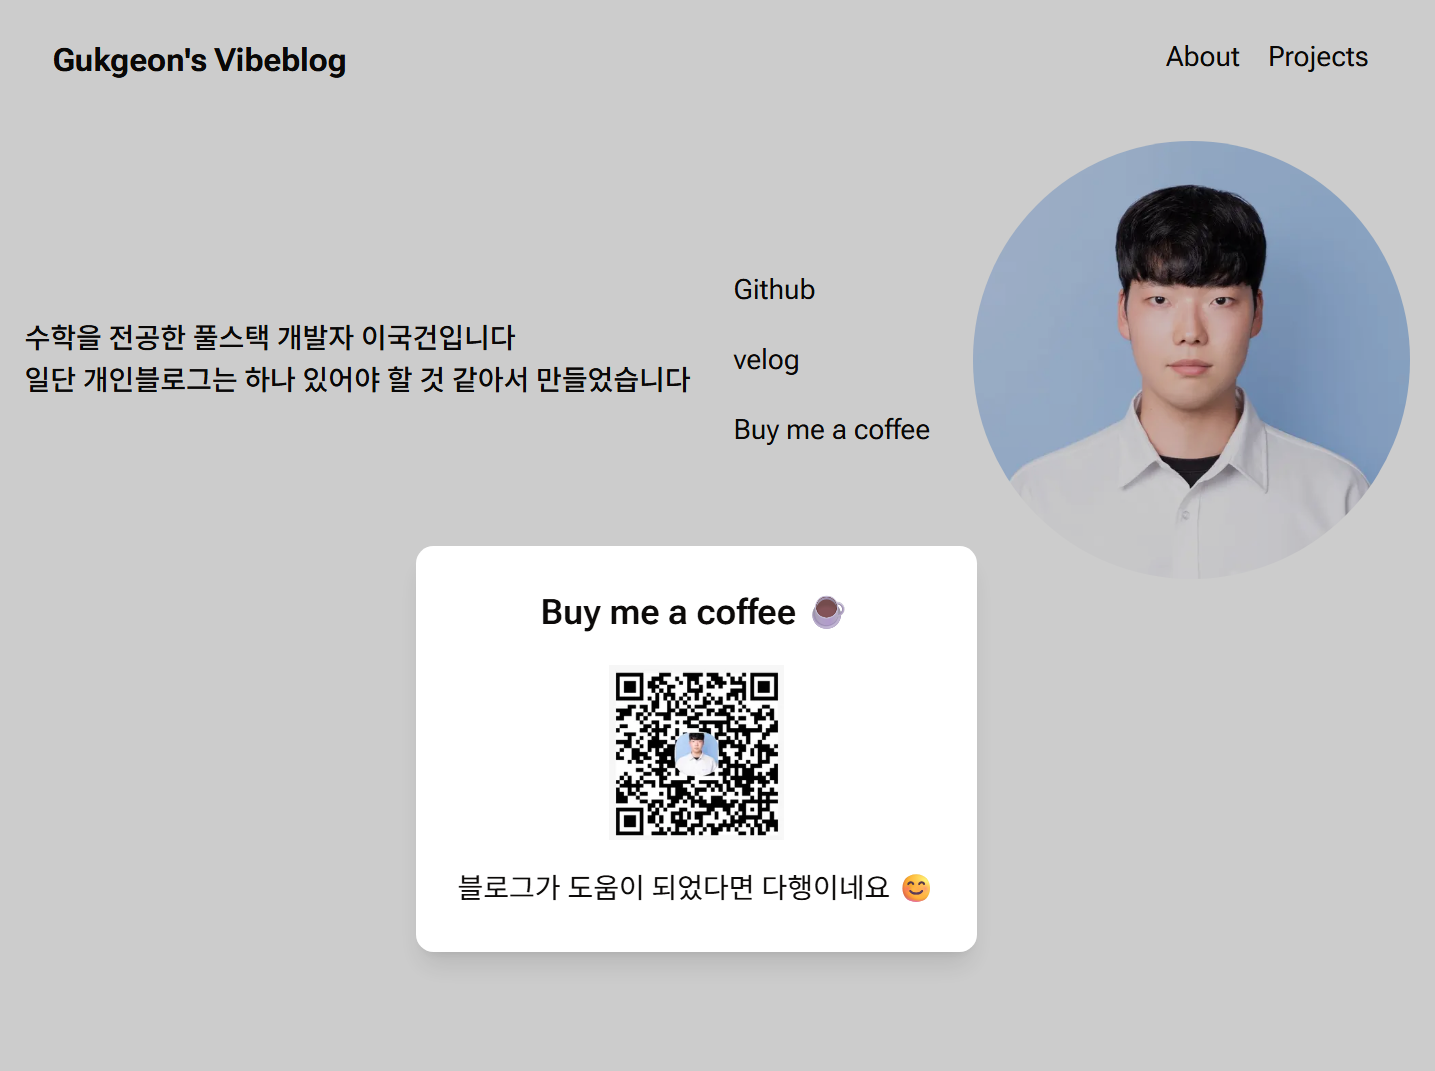 Gukgeon's Vibeblog
About Projects
수학을 전공한 풀스택 개발자 이국건입니다
일단 개인블로그는 하나 있어야 할 것 같아서 만들었습니다
Github
velog
Buy me a coffee
Buy me a coffee ☕
블로그가 도움이 되었다면 다행이네요 😊